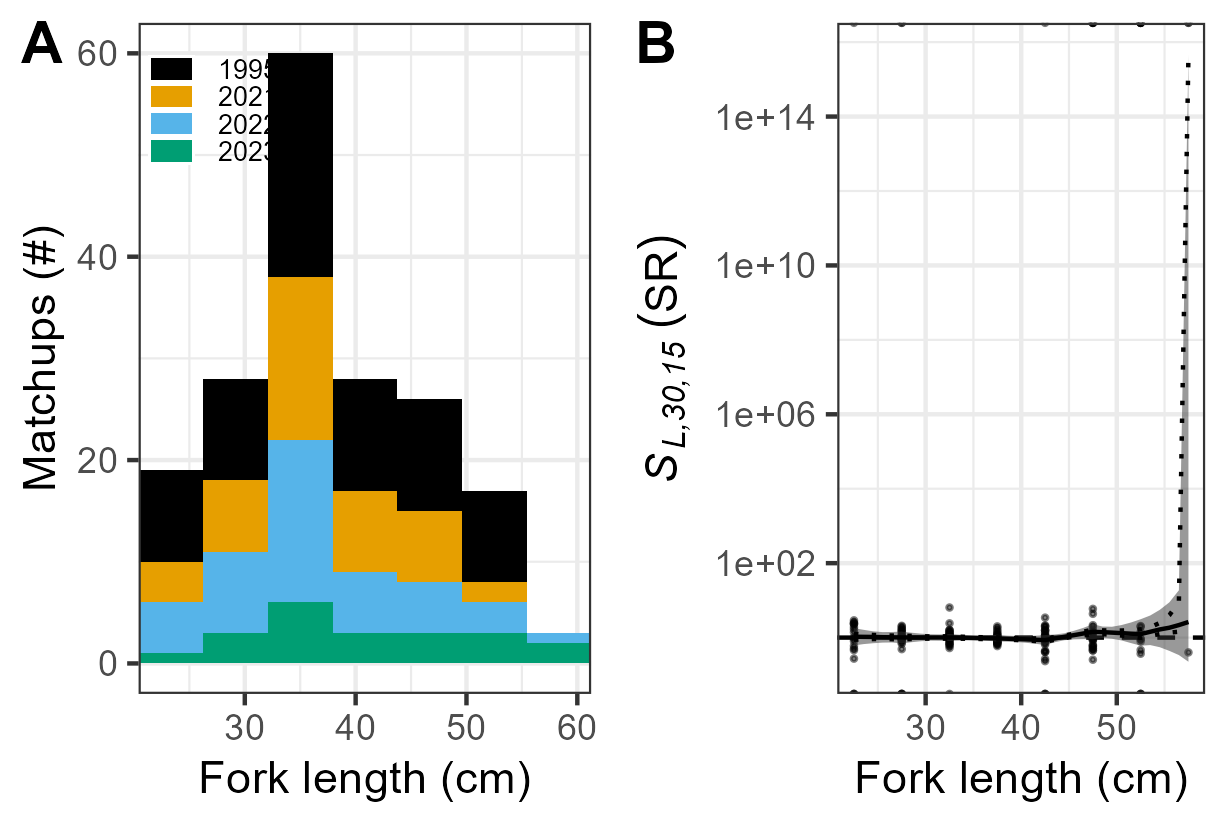 A
Matchups (#)
60
40
20
0
1995
2021
2022
2023
30 40 50 60
Fork length (cm)
B
S L,30,15 (SR)
1e+14
1e+10
1e+06
1e+02
30 40 50
Fork length (cm)